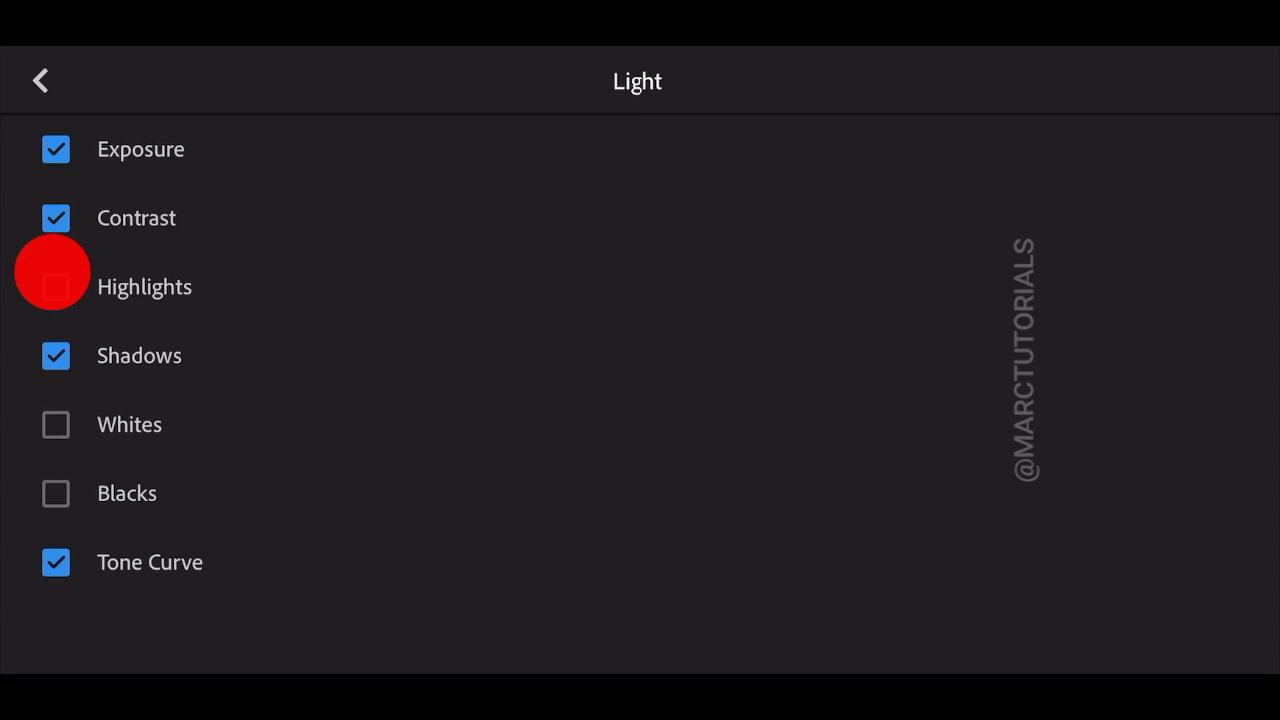 Light
Exposure
Contrast
Highlights
Shadows
Whites
Blacks
Tone Curve
@MARCTUTORIALS